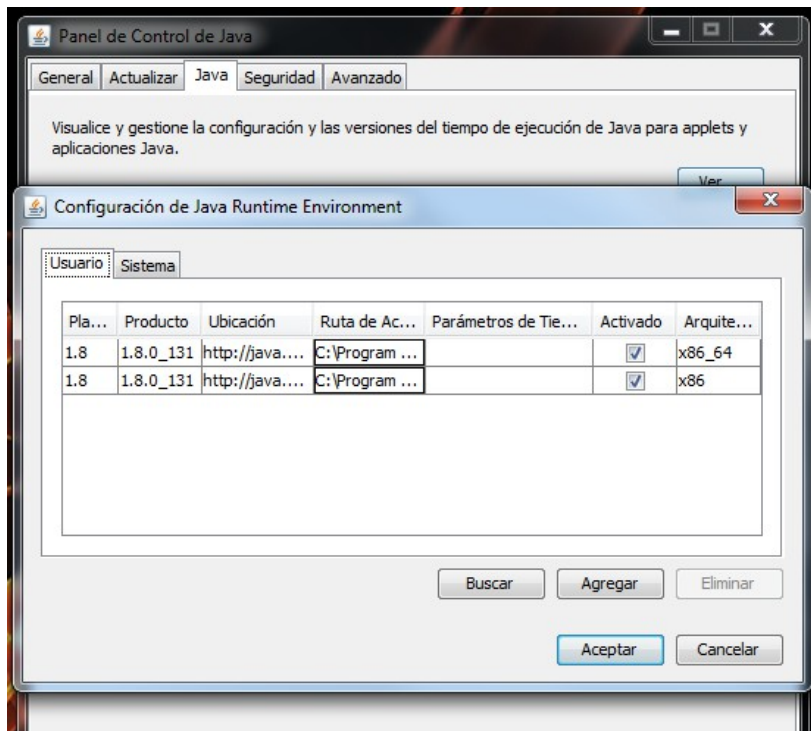 Panel de Control de Java
General Actualizar Java Seguridad Avanzado
Visualice y gestione la configuración y las versiones del tiempo de ejecución de Java para applets y
aplicaciones Java.
Ver...
Configuración de Java Runtime Environment
Usuario Sistema
Pla... Producto Ubicación Ruta de Ac... Parámetros de Tie... Activado Arquite...
1.8 1.8.0_131 http://java.... C:\Program ... x86_64
1.8 1.8.0_131 http://java.... C:\Program ... x86
Buscar Agregar Eliminar
Aceptar Cancelar